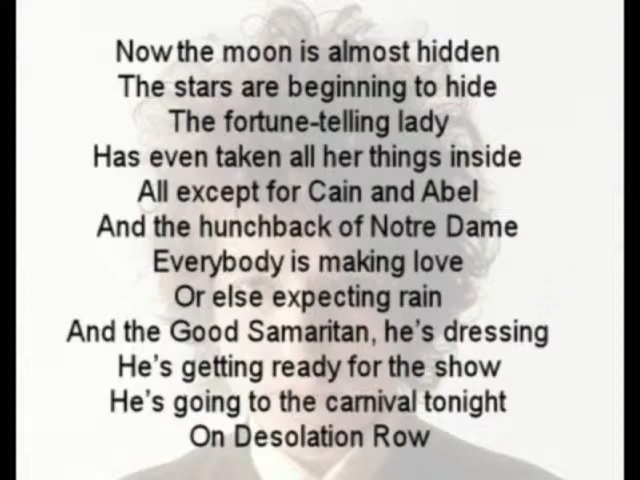 Now the moon is almost hidden
The stars are beginning to hide
The fortune-telling lady
Has even taken all her things inside
All except for Cain and Abel
And the hunchback of Notre Dame
Everybody is making love
Or else expecting rain
And the Good Samaritan, he's dressing
He's getting ready for the show
He's going to the carnival tonight
On Desolation Row